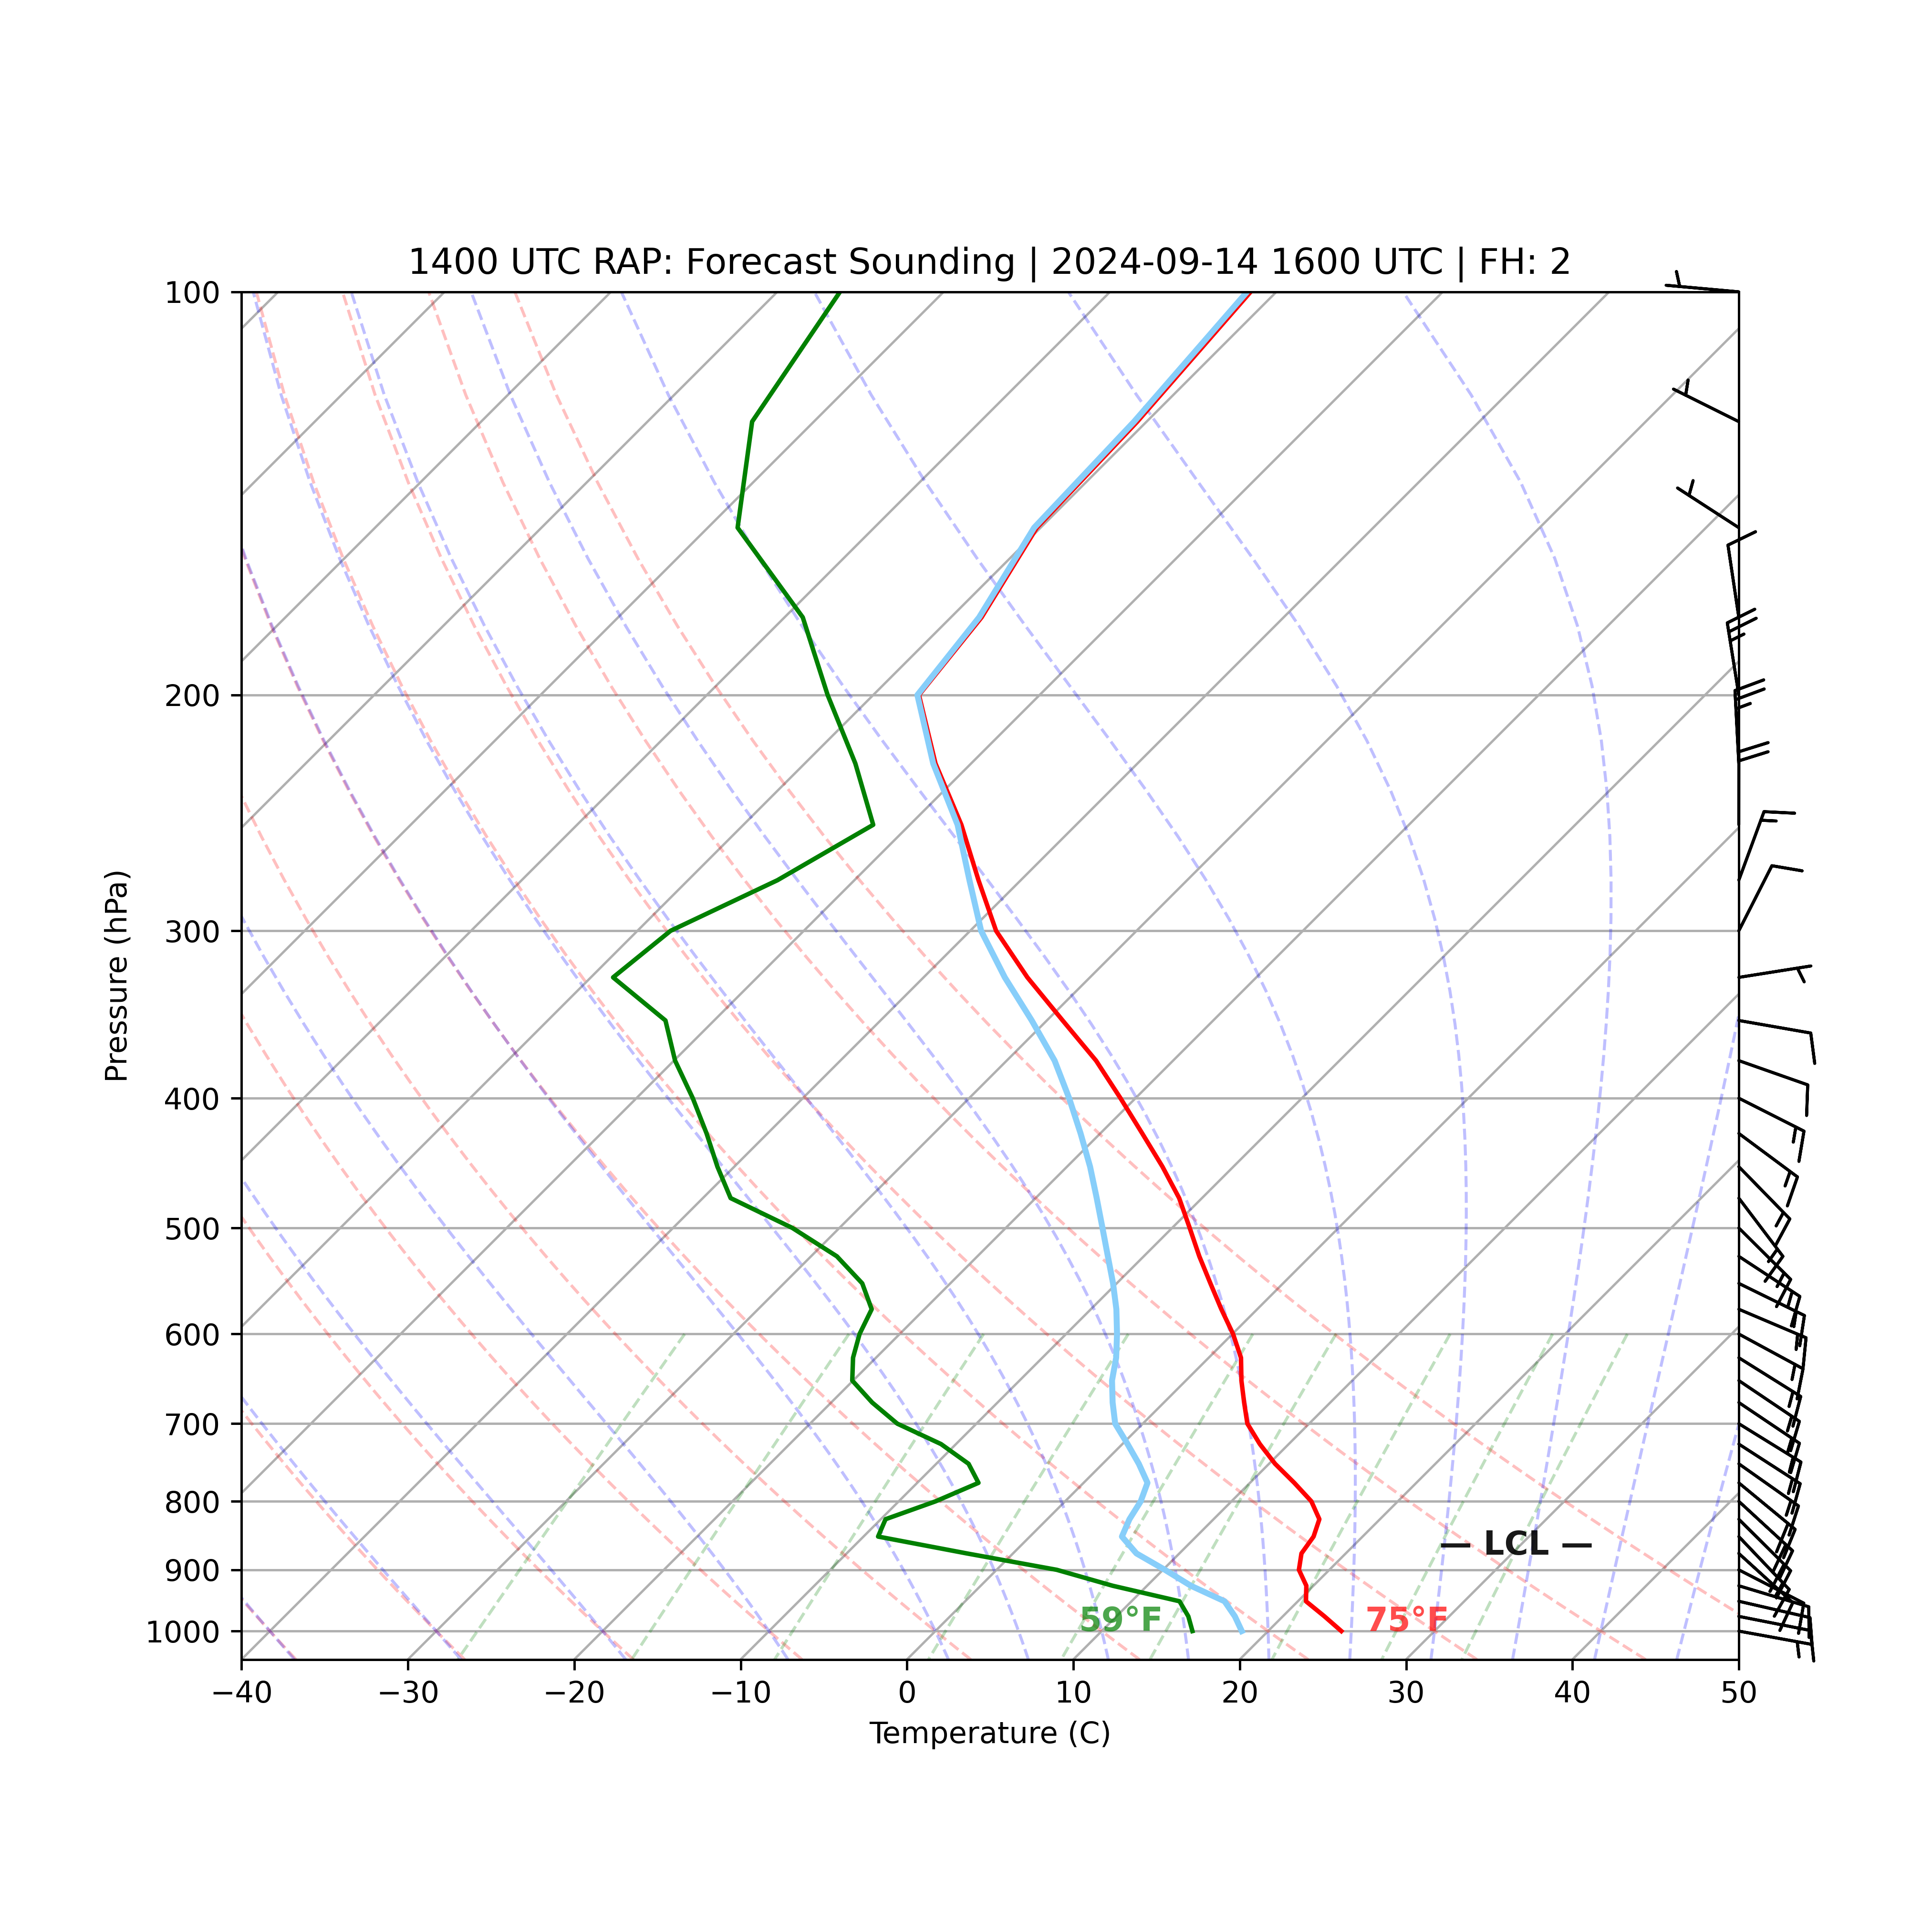 1400 UTC RAP: Forecast Sounding | 2024-09-14 1600 UTC | FH: 2
100
200
300
400
500
600
700
800
900
1000
Pressure (hPa)
— LCL —
59°F
75°F
−40 −30 −20 −10 0 10 20 30 40 50
Temperature (C)